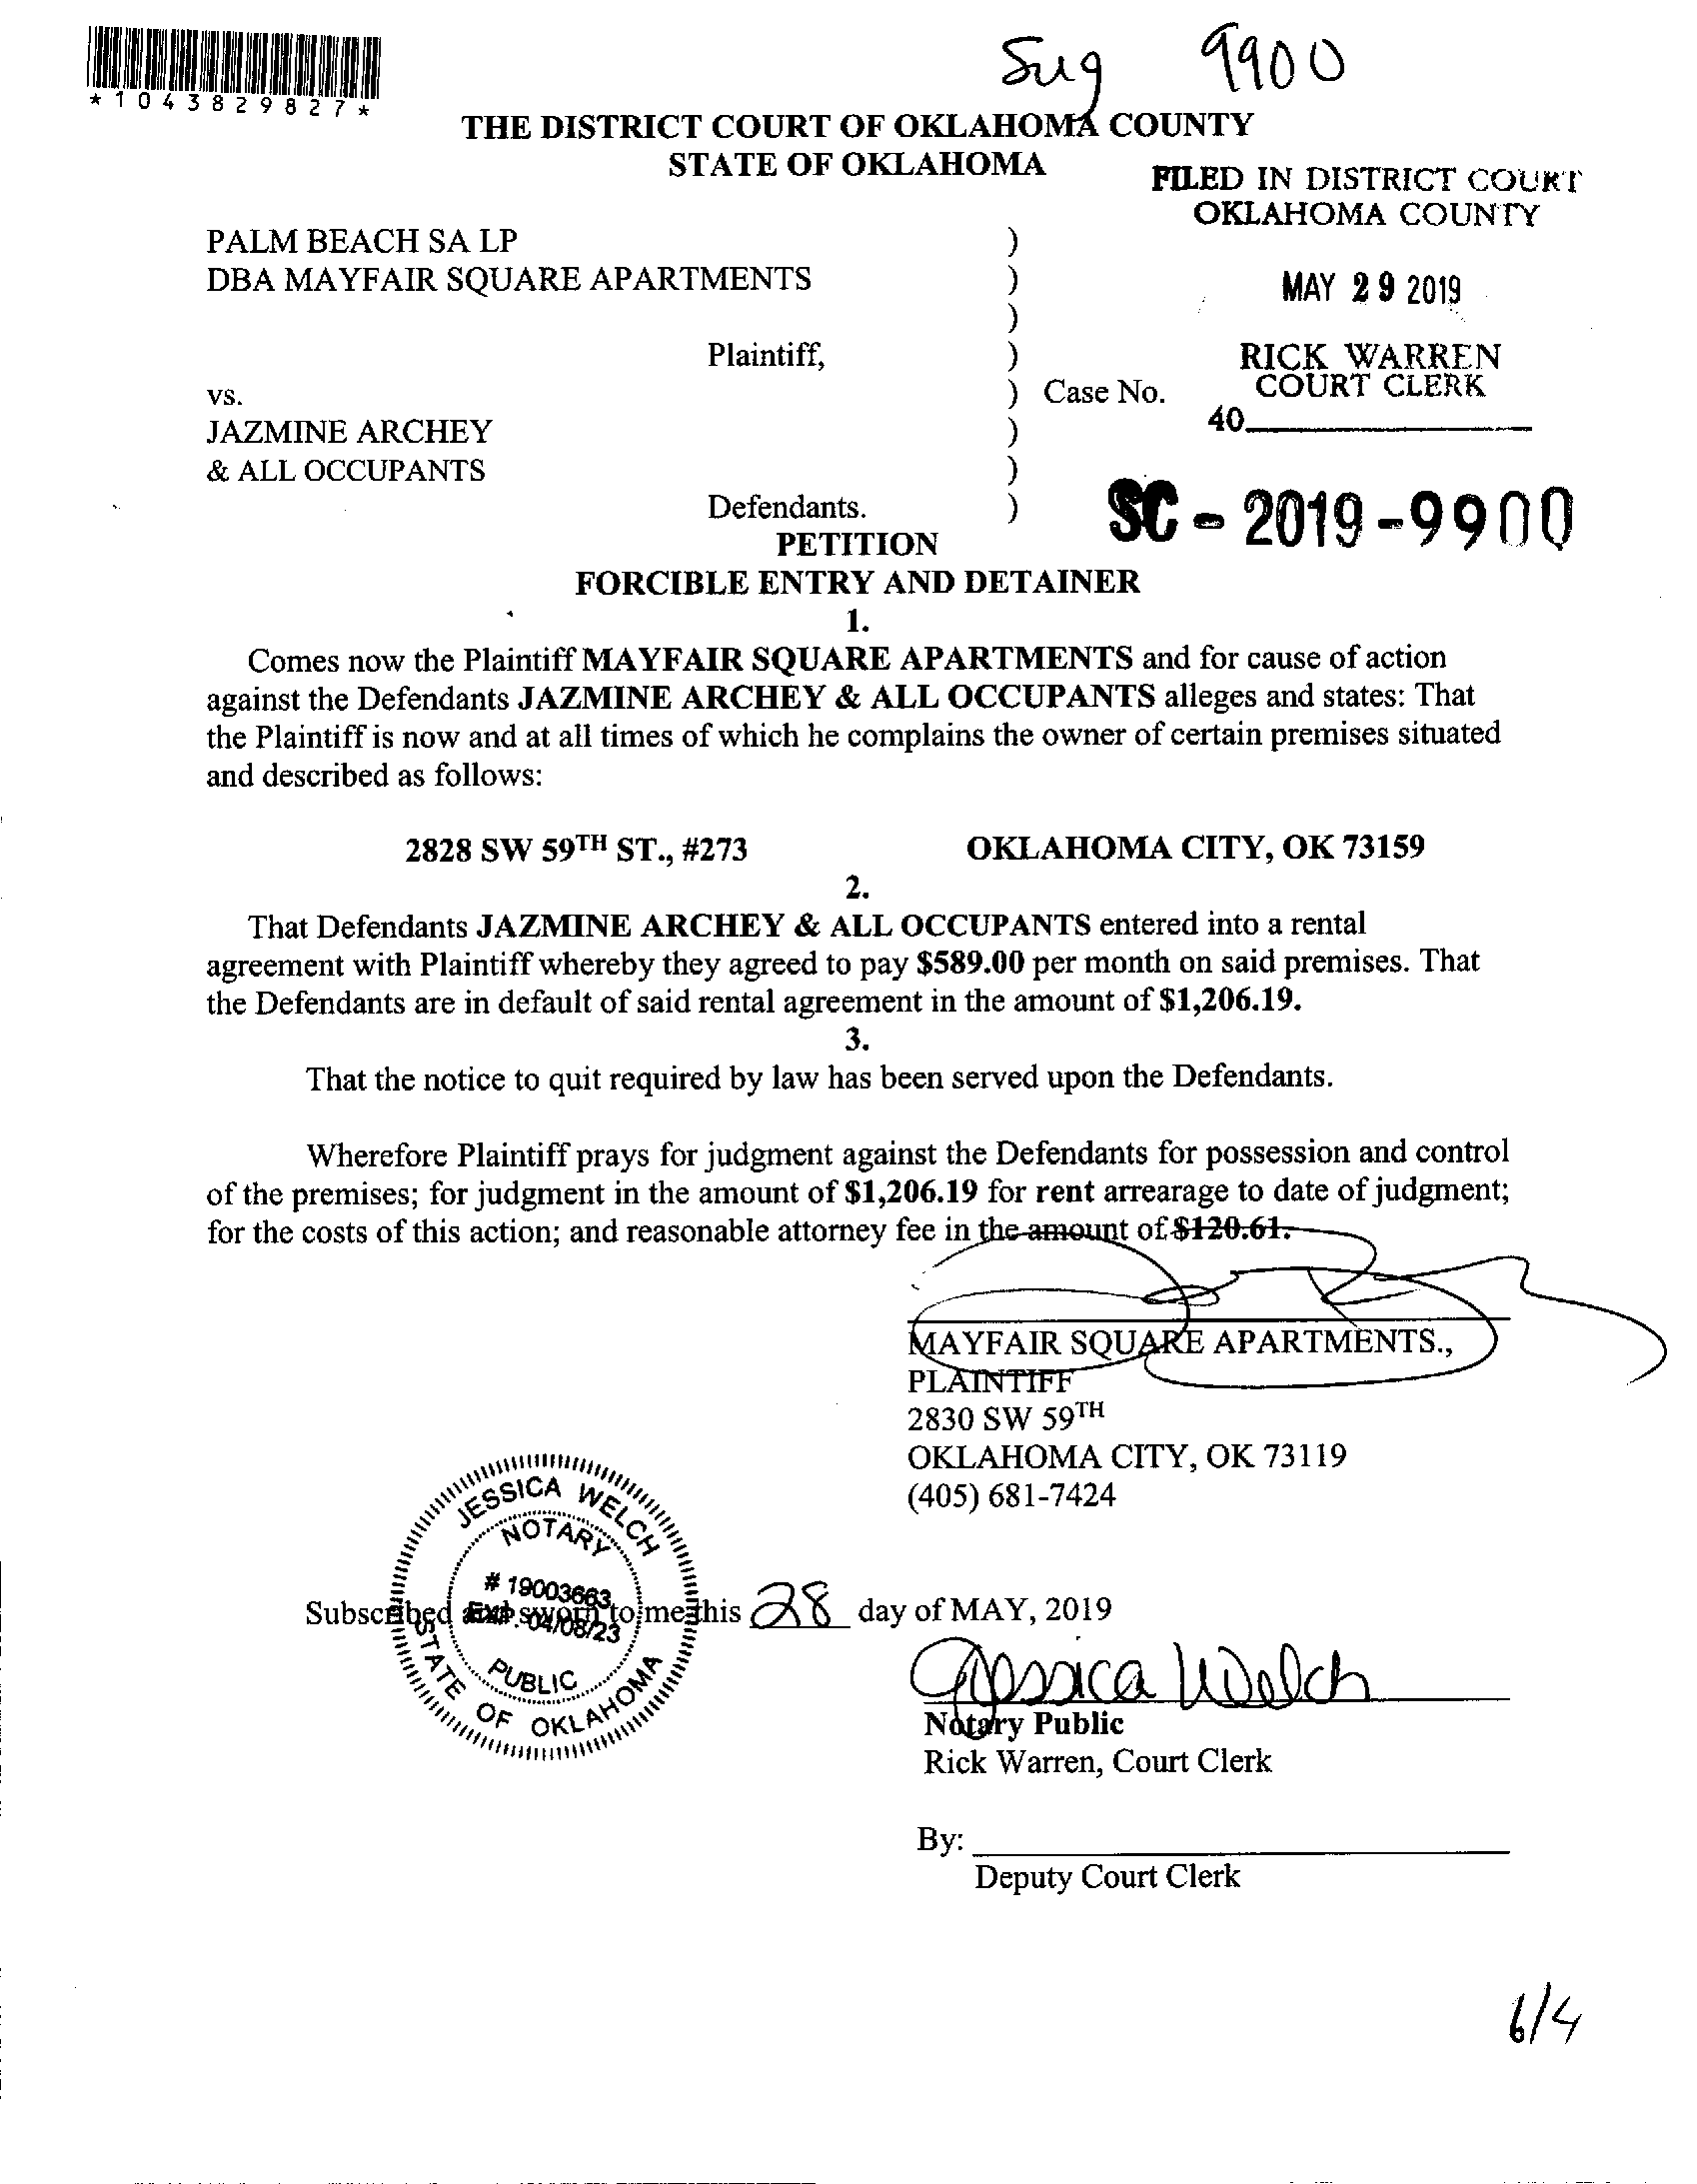 Sug 9900
*1043829827*
THE DISTRICT COURT OF OKLAHOMA COUNTY
STATE OF OKLAHOMA
FILED IN DISTRICT COURT
OKLAHOMA COUNTY
PALM BEACH SA LP )
DBA MAYFAIR SQUARE APARTMENTS )
MAY 29 2019
)
Plaintiff, )
RICK WARREN
COURT CLERK
vs. ) Case No.
40
JAZMINE ARCHEY )
& ALL OCCUPANTS )
Defendants. )
SC - 2019 - 9900
PETITION
FORCIBLE ENTRY AND DETAINER
1.
Comes now the Plaintiff MAYFAIR SQUARE APARTMENTS and for cause of action
against the Defendants JAZMINE ARCHEY & ALL OCCUPANTS alleges and states: That
the Plaintiff is now and at all times of which he complains the owner of certain premises situated
and described as follows:
2828 SW 59TH ST., #273 OKLAHOMA CITY, OK 73159
2.
That Defendants JAZMINE ARCHEY & ALL OCCUPANTS entered into a rental
agreement with Plaintiff whereby they agreed to pay $589.00 per month on said premises. That
the Defendants are in default of said rental agreement in the amount of $1,206.19.
3.
That the notice to quit required by law has been served upon the Defendants.
Wherefore Plaintiff prays for judgment against the Defendants for possession and control
of the premises; for judgment in the amount of $1,206.19 for rent arrearage to date of judgment;
for the costs of this action; and reasonable attorney fee in the amount of $120.61.
MAYFAIR SQUARE APARTMENTS.,
PLAINTIFF
2830 SW 59TH
OKLAHOMA CITY, OK 73119
(405) 681-7424
JESSICA WELCH
NOTARY
# 19003663
EXP. 04/08/23
PUBLIC
STATE OF OKLAHOMA
Subscribed and sworn to me this 28 day of MAY, 2019
Jessica Welch
Notary Public
Rick Warren, Court Clerk
By:
Deputy Court Clerk
6/4